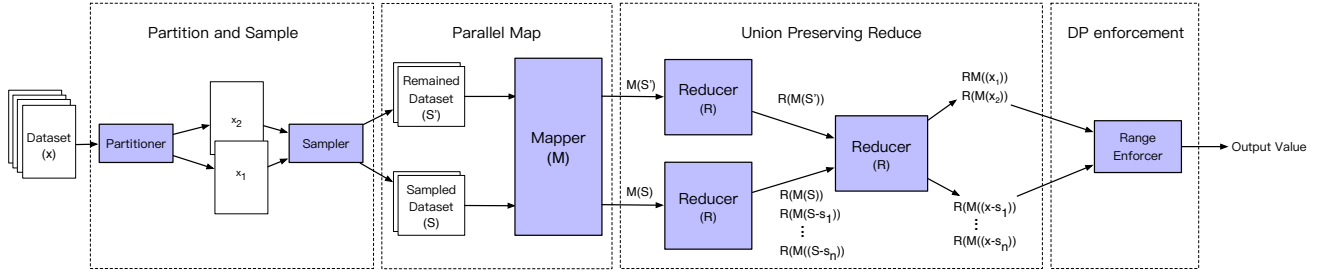 Partition and Sample
Parallel Map
Union Preserving Reduce
DP enforcement
Dataset
(x)
Partitioner
x2
x1
Sampler
Remained
Dataset
(S')
Sampled
Dataset
(S)
Mapper
(M)
M(S')
M(S)
Reducer
(R)
Reducer
(R)
R(M(S'))
R(M(S))
R(M(S-s1))
R(M((S-sn))
Reducer
(R)
RM((x1))
R(M(x2))
R(M((x-s1))
R(M((x-sn))
Range
Enforcer
Output Value